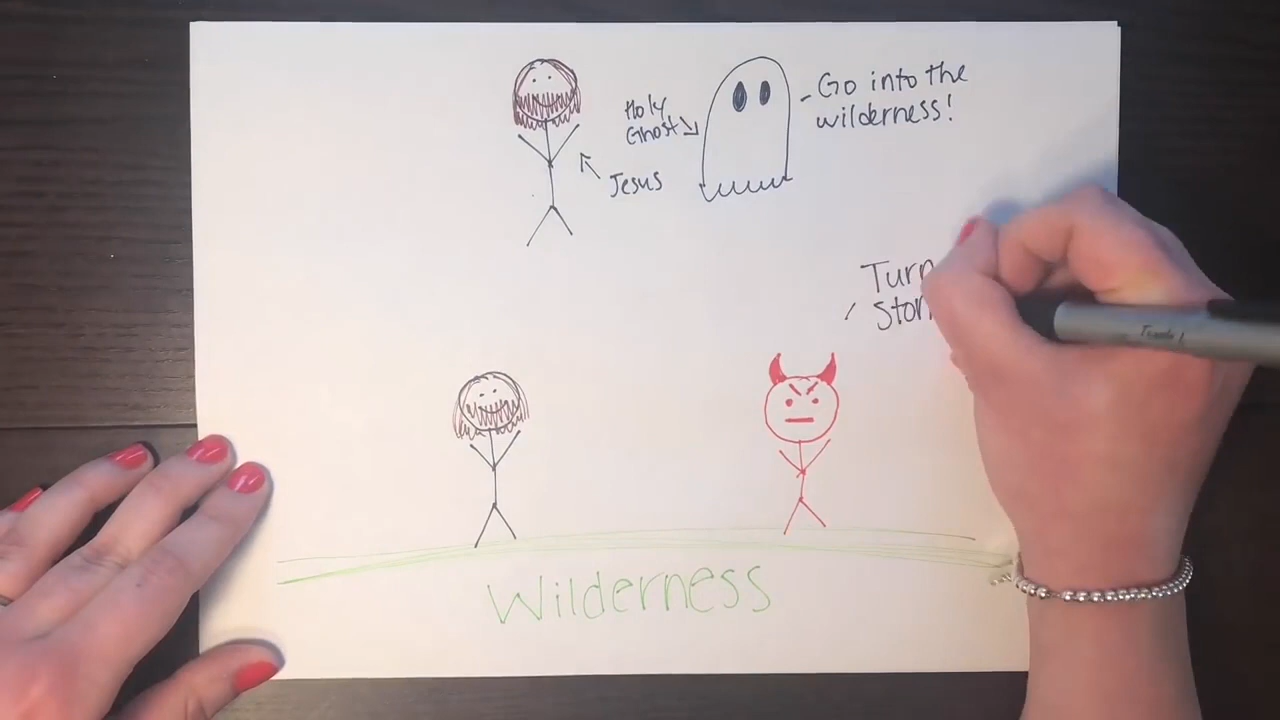 Holy
Ghost
Go into the
wilderness!
Jesus
Wilderness